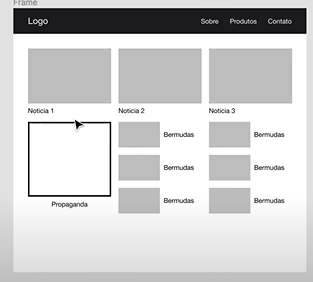 Frame
Logo
Sobre Produtos Contato
Noticia 1 Noticia 2 Noticia 3
Bermudas Bermudas
Bermudas Bermudas
Bermudas Bermudas
Propaganda